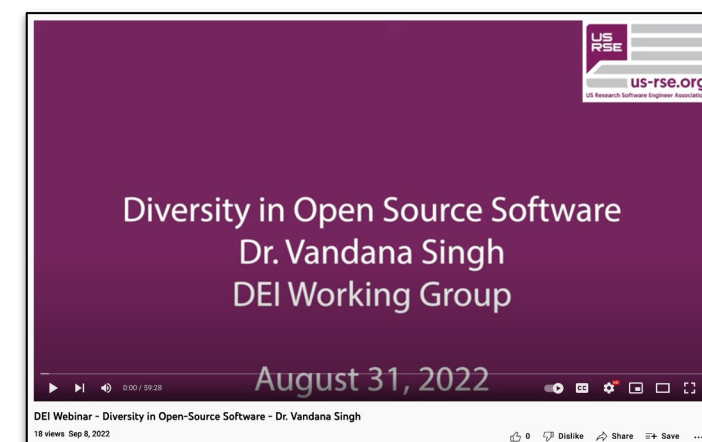 US
RSE
us-rse.org
US Research Software Engineer Associatio
Diversity in Open Source Software
Dr. Vandana Singh
DEI Working Group
August 31, 2022
0:00 / 59:28
CC
DEI Webinar - Diversity in Open-Source Software - Dr. Vandana Singh
18 views Sep 8, 2022
0 Dislike Share Save ...